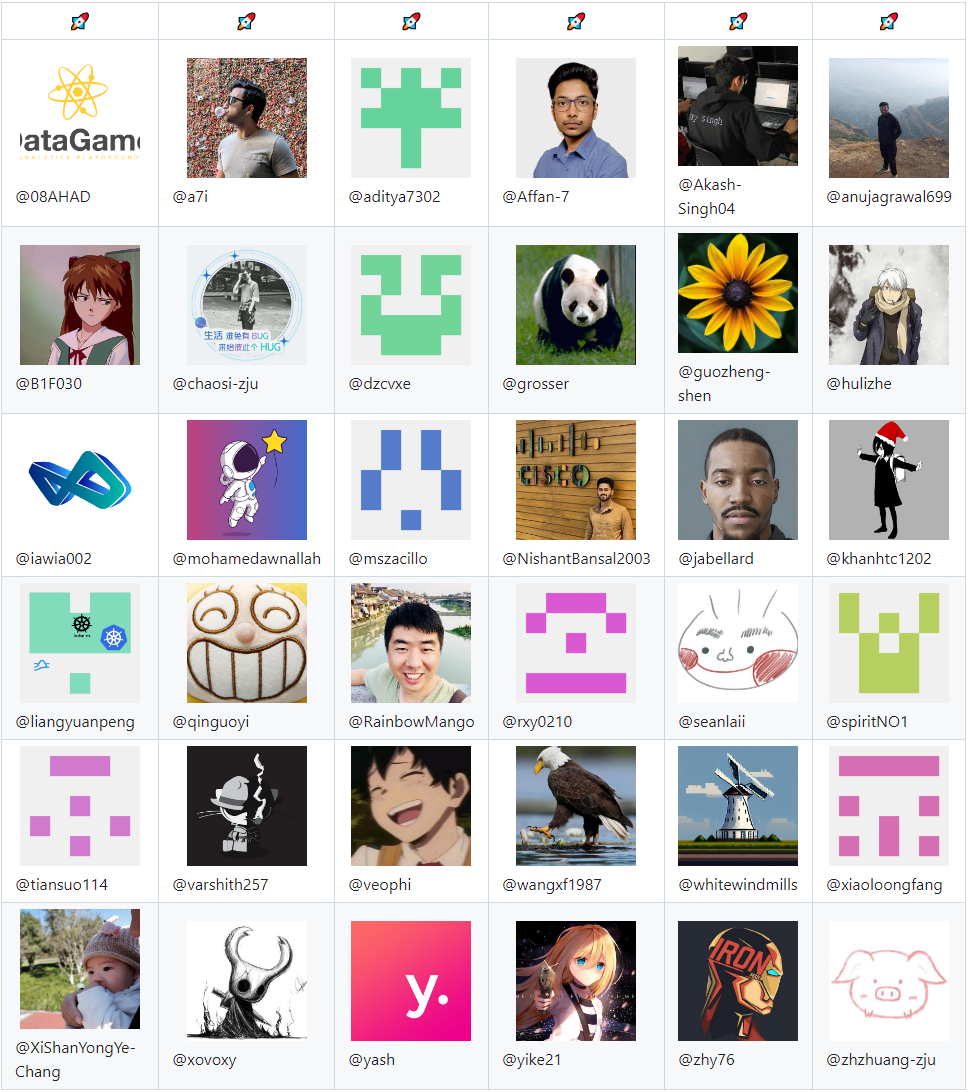 DataGame
ANALYTICS PLAYGROUND
ay singh
@08AHAD
@a7i
@aditya7302
@Affan-7
@Akash-
Singh04
@anujagrawal699
生活 难免有 BUG
来给彼此个 HUG
@B1F030
@chaosi-zju
@dzcvxe
@grosser
@guozheng-
shen
@hulizhe
CISCO
@iawia002
@mohamedawnallah
@mszacillo
@NishantBansal2003
@jabellard
@khanhtc1202
@liangyuanpeng
@qinguoyi
@RainbowMango
@rxy0210
@seanlaii
@spiritNO1
@tiansuo114
@varshith257
@veophi
@wangxf1987
@whitewindmills
@xiaoloongfang
y.
IRON
@XiShanYongYe-
Chang
@xovoxy
@yash
@yike21
@zhy76
@zhzhuang-zju